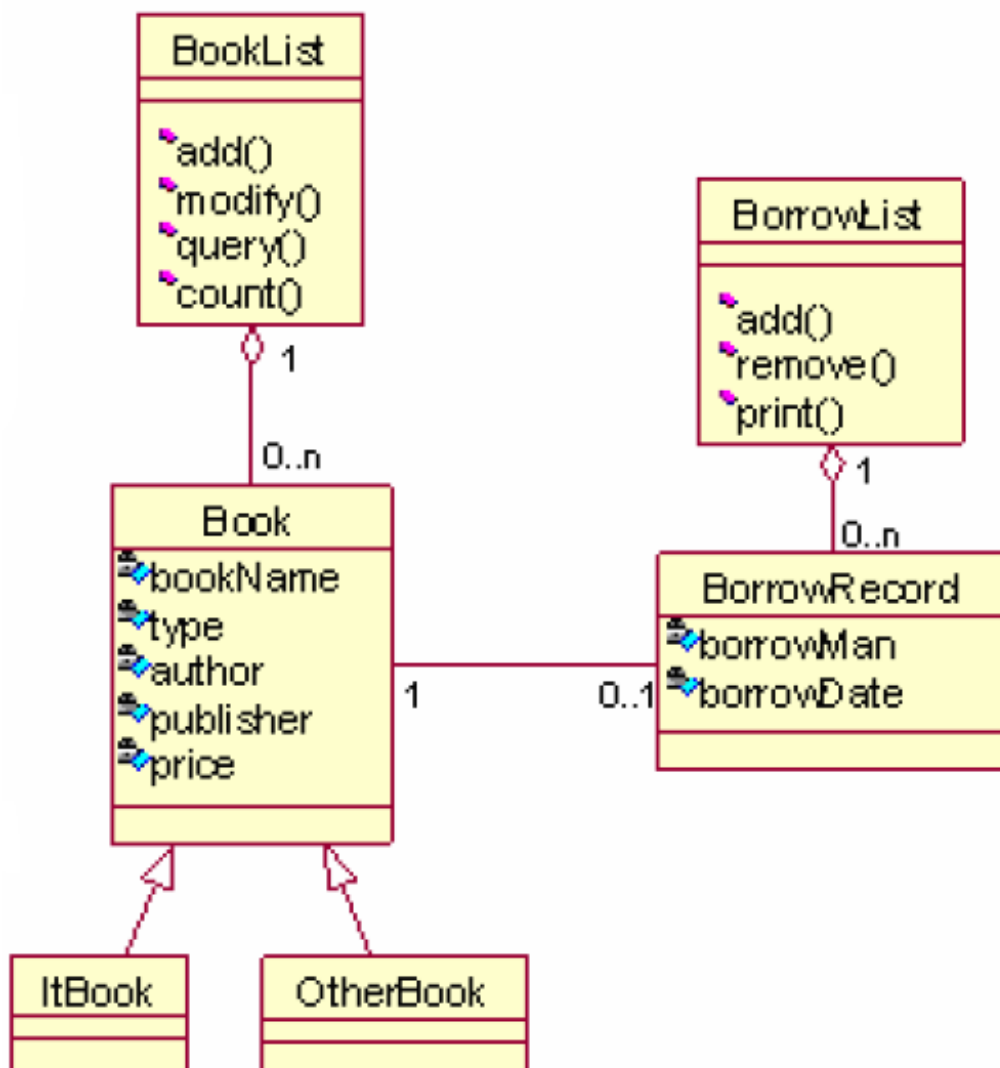 BookList
add()
modify()
query()
count()
1
0..n
BorrowList
add()
remove()
print()
1
0..n
Book
bookName
type
author
publisher
price
1
0..1
BorrowRecord
borrowMan
borrowDate
ItBook
OtherBook